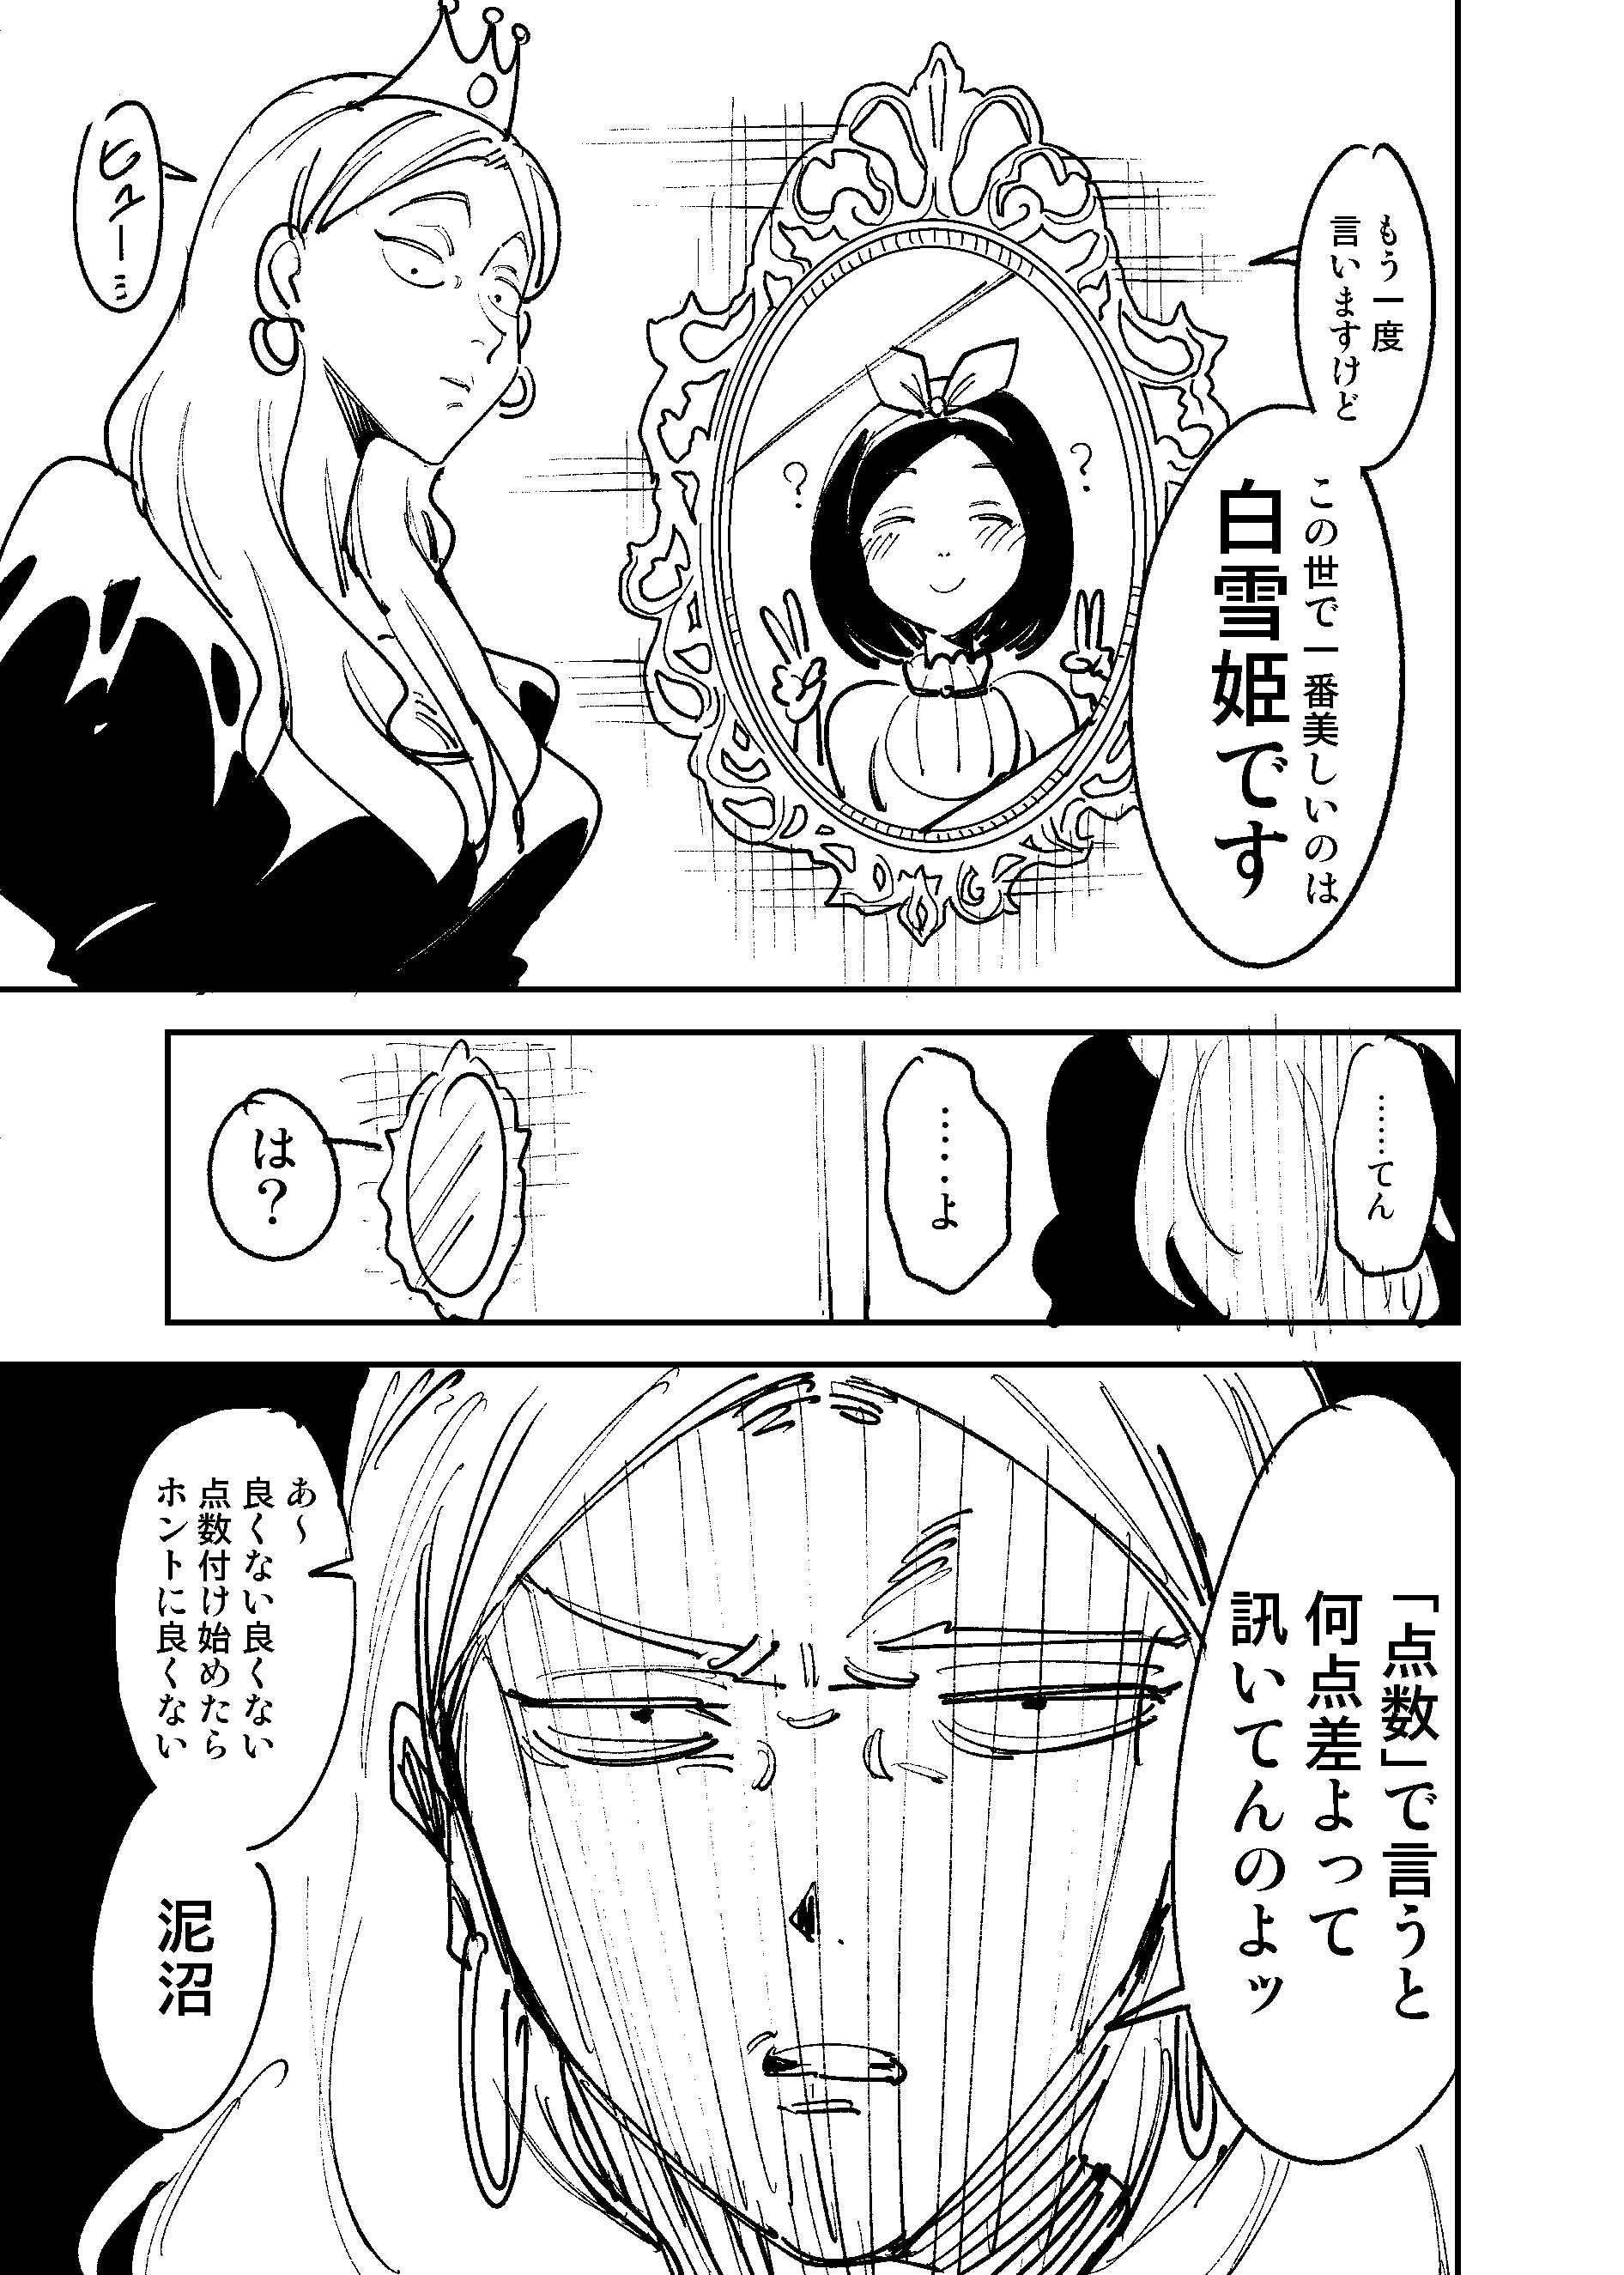 もう一度
言いますけど
この世で一番美しいのは
白雪姫です
?
?
ヒュー…ミ
……てん
……よ
は?
「点数」で言うと
何点差よって
訊いてんのよッ
あ～
良くない良くない
点数付け始めたら
ホントに良くない
泥沼